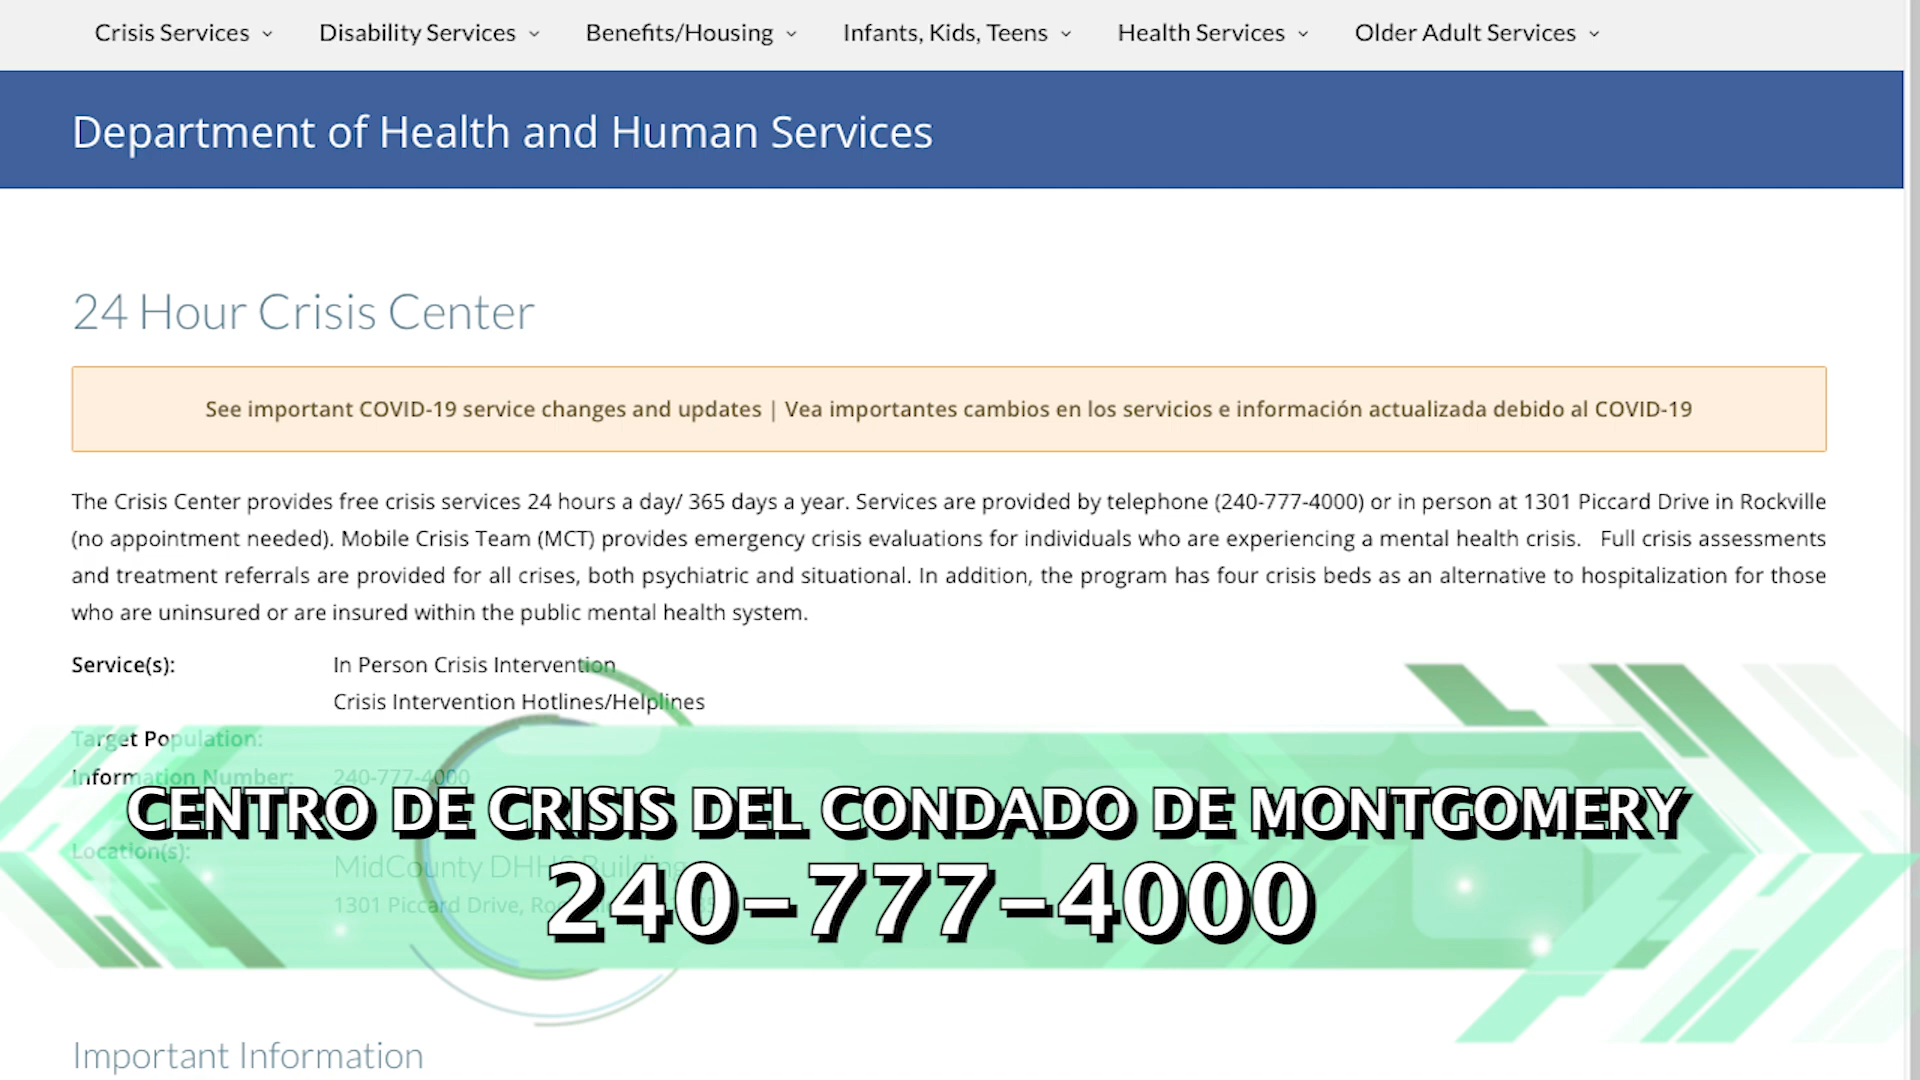 Crisis Services Disability Services Benefits/Housing Infants, Kids, Teens Health Services Older Adult Services
Department of Health and Human Services
24 Hour Crisis Center
See important COVID-19 service changes and updates | Vea importantes cambios en los servicios e información actualizada debido al COVID-19
The Crisis Center provides free crisis services 24 hours a day/ 365 days a year. Services are provided by telephone (240-777-4000) or in person at 1301 Piccard Drive in Rockville
(no appointment needed). Mobile Crisis Team (MCT) provides emergency crisis evaluations for individuals who are experiencing a mental health crisis. Full crisis assessments
and treatment referrals are provided for all crises, both psychiatric and situational. In addition, the program has four crisis beds as an alternative to hospitalization for those
who are uninsured or are insured within the public mental health system.
Service(s): In Person Crisis Intervention
Crisis Intervention Hotlines/Helplines
Target Population:
Information Number: 240-777-4000
CENTRO DE CRISIS DEL CONDADO DE MONTGOMERY
Location(s): MidCounty DHHS Building
1301 Piccard Drive,
240-777-4000
Important Information